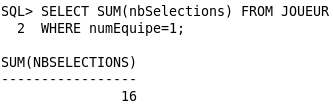 SQL> SELECT SUM(nbSelections) FROM JOUEUR
  2  WHERE numEquipe=1;

SUM(NBSELECTIONS)
-----------------
               16